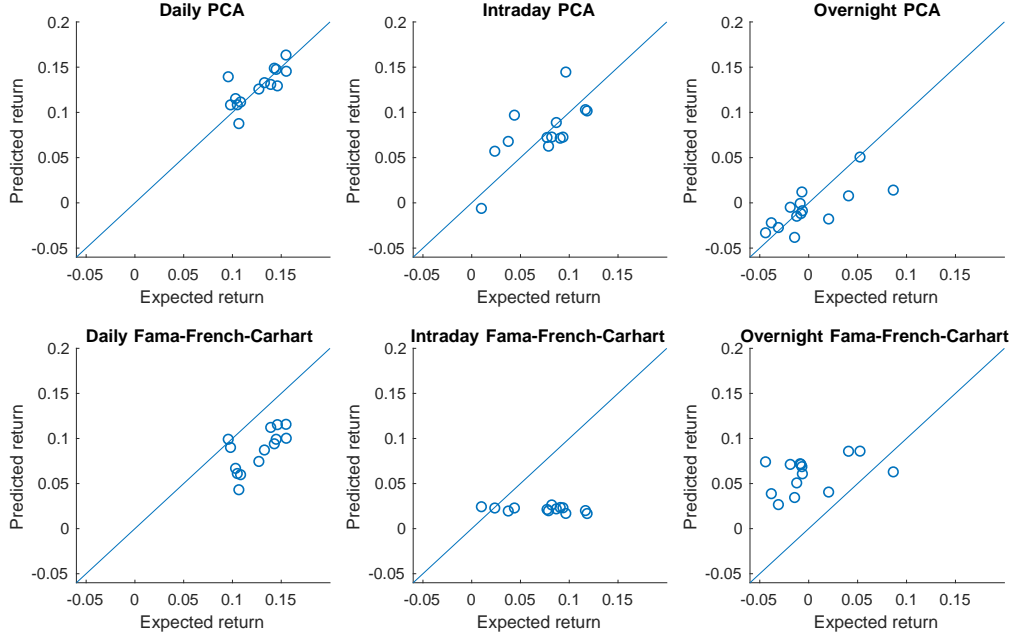 Daily PCA
0.2
0.15
0.1
0.05
0
-0.05
Predicted return
-0.05 0 0.05 0.1 0.15
Expected return
Intraday PCA
0.2
0.15
0.1
0.05
0
-0.05
Predicted return
-0.05 0 0.05 0.1 0.15
Expected return
Overnight PCA
0.2
0.15
0.1
0.05
0
-0.05
Predicted return
-0.05 0 0.05 0.1 0.15
Expected return
Daily Fama-French-Carhart
0.2
0.15
0.1
0.05
0
-0.05
Predicted return
-0.05 0 0.05 0.1 0.15
Expected return
Intraday Fama-French-Carhart
0.2
0.15
0.1
0.05
0
-0.05
Predicted return
-0.05 0 0.05 0.1 0.15
Expected return
Overnight Fama-French-Carhart
0.2
0.15
0.1
0.05
0
-0.05
Predicted return
-0.05 0 0.05 0.1 0.15
Expected return